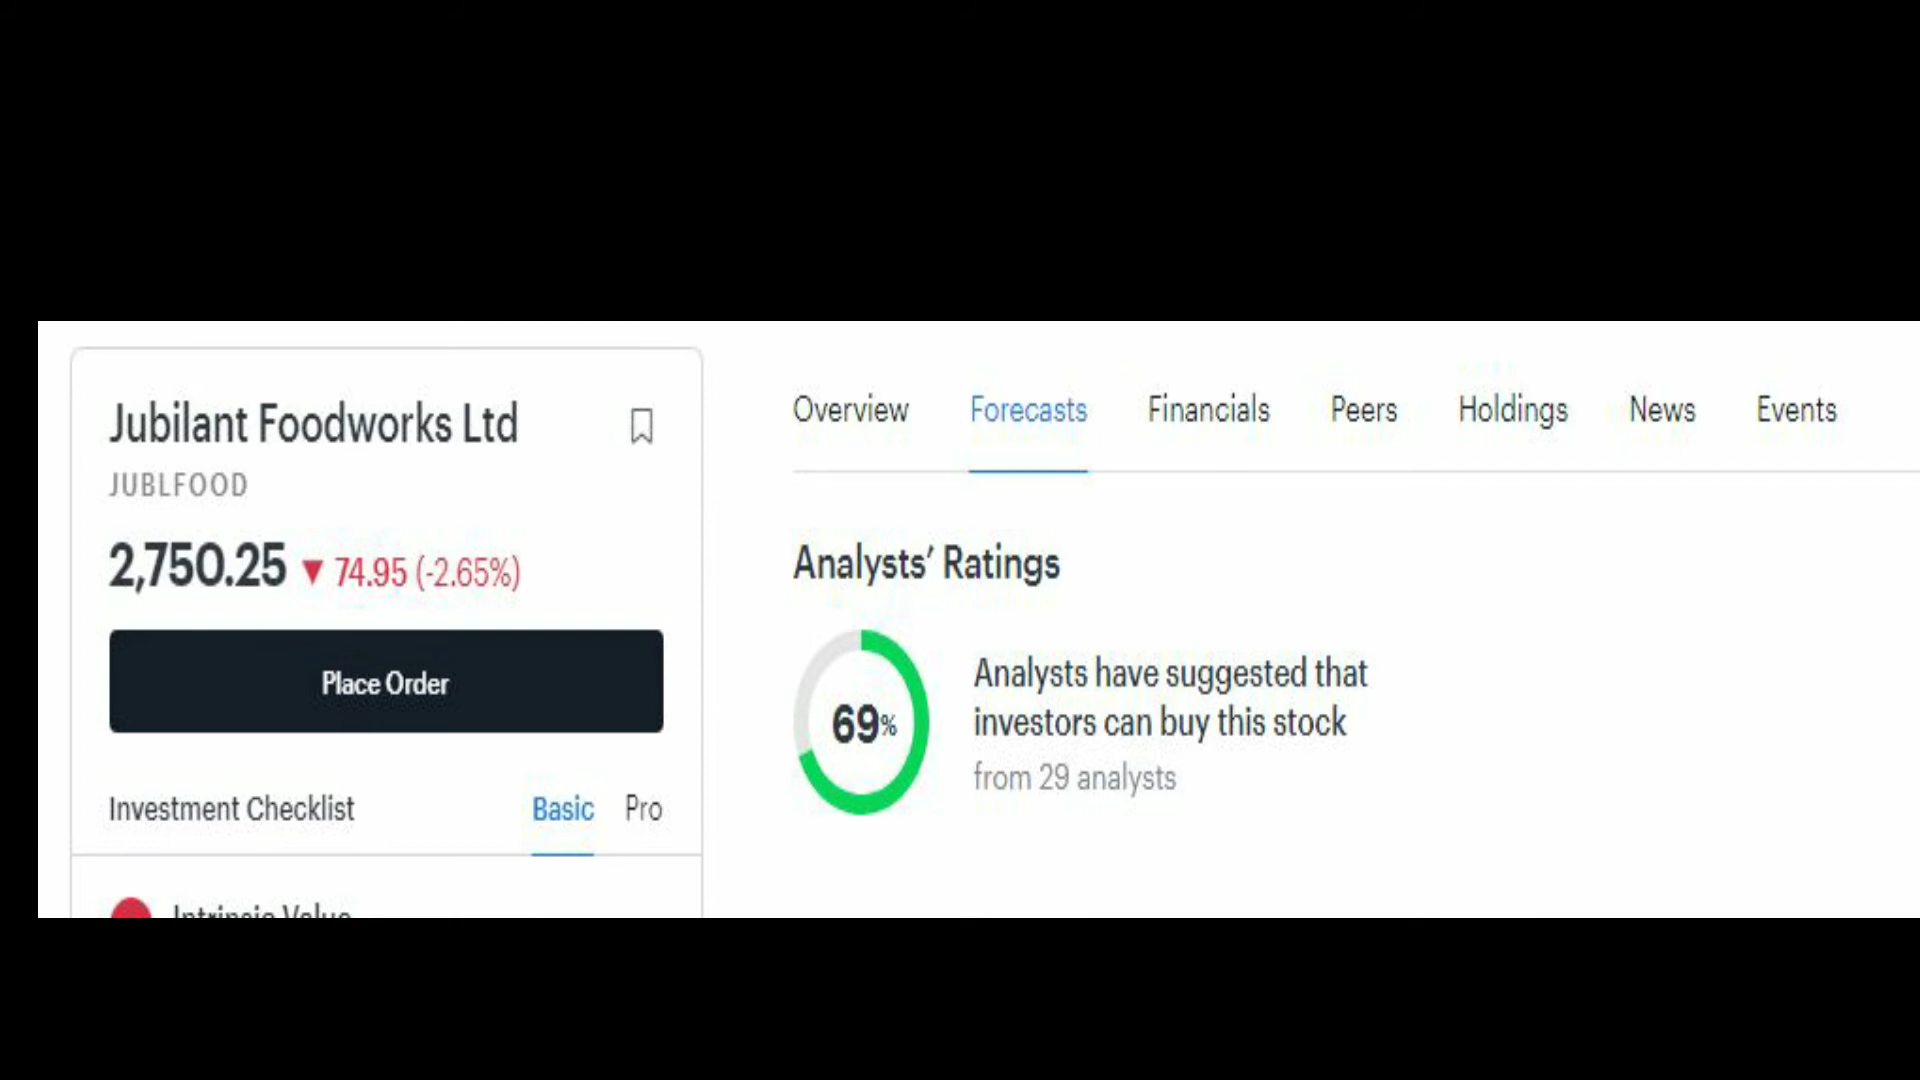 Jubilant Foodworks Ltd
JUBLFOOD
2,750.25 ▼ 74.95 (-2.65%)
Place Order
Investment Checklist Basic Pro
Intrinsic Value
Overview Forecasts Financials Peers Holdings News Events
Analysts’ Ratings
69%
Analysts have suggested that
investors can buy this stock
from 29 analysts